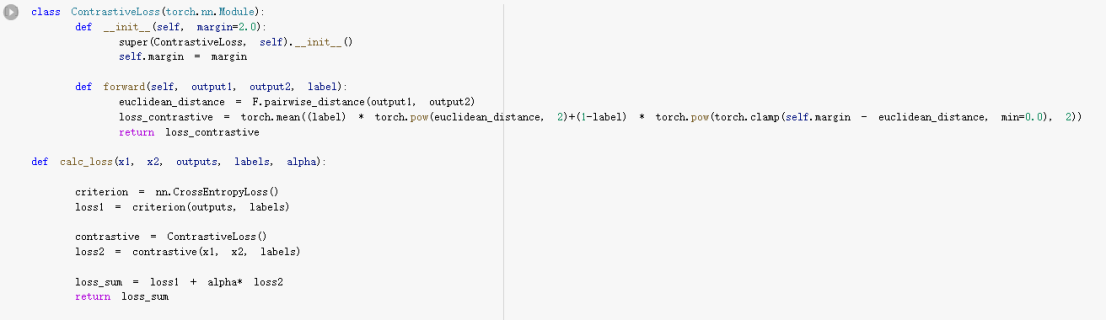 class ContrastiveLoss(torch.nn.Module):
def __init__(self, margin=2.0):
super(ContrastiveLoss, self).__init__()
self.margin = margin
def forward(self, output1, output2, label):
euclidean_distance = F.pairwise_distance(output1, output2)
loss_contrastive = torch.mean((label) * torch.pow(euclidean_distance, 2)+(1-label) * torch.pow(torch.clamp(self.margin - euclidean_distance, min=0.0), 2))
return loss_contrastive
def calc_loss(x1, x2, outputs, labels, alpha):
criterion = nn.CrossEntropyLoss()
loss1 = criterion(outputs, labels)
contrastive = ContrastiveLoss()
loss2 = contrastive(x1, x2, labels)
loss_sum = loss1 + alpha* loss2
return loss_sum